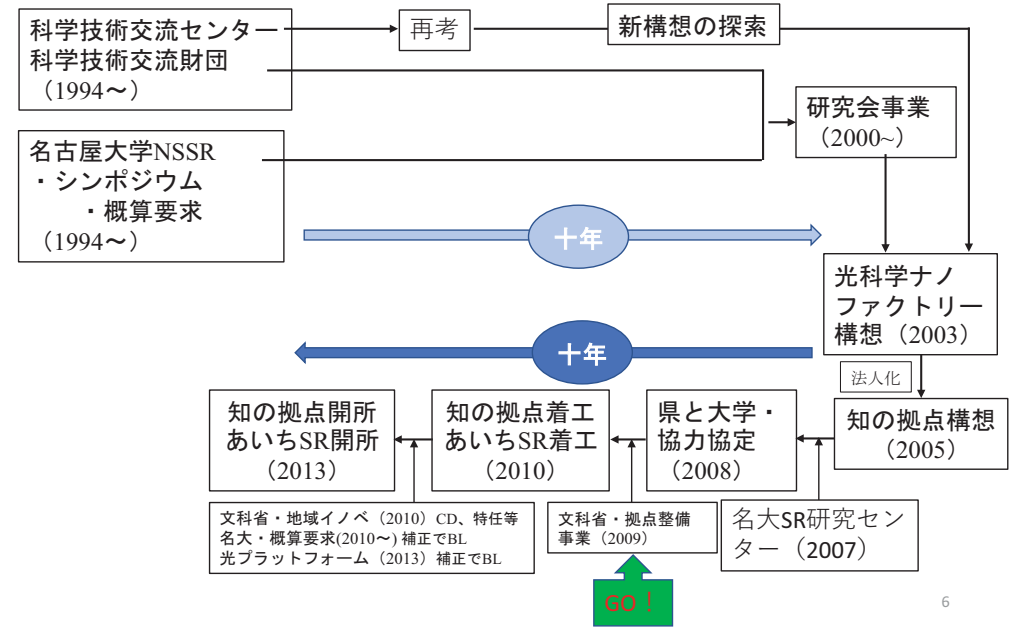 科学技術交流センター
科学技術交流財団
（1994～）
再考
新構想の探索
研究会事業
（2000~）
名古屋大学NSSR
・シンポジウム
・概算要求
（1994～）
十年
光科学ナノ
ファクトリー
構想（2003）
十年
法人化
知の拠点開所
あいちSR開所
（2013）
知の拠点着工
あいちSR着工
（2010）
県と大学・
協力協定
（2008）
知の拠点構想
（2005）
文科省・地域イノベ（2010）CD、特任等
名大・概算要求(2010～) 補正でBL
光プラットフォーム（2013）補正でBL
文科省・拠点整備
事業（2009）
名大SR研究セン
ター（2007）
GO！
6